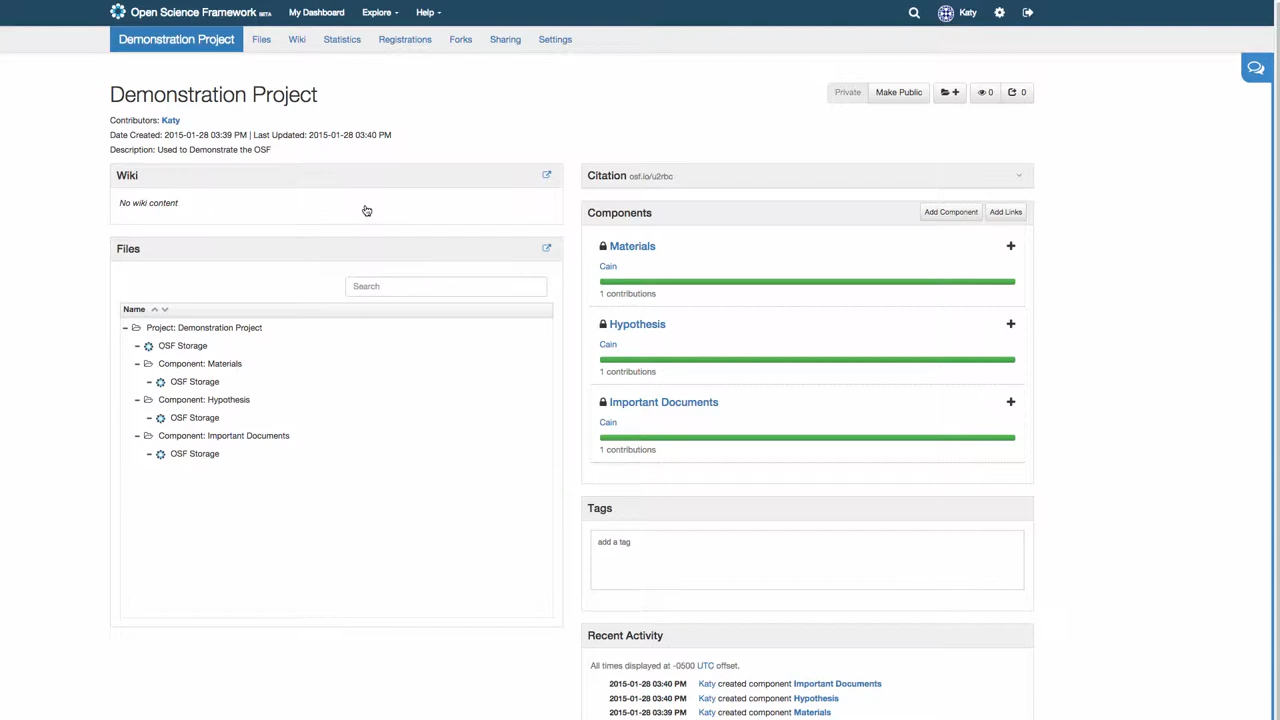 Open Science Framework BETA My Dashboard Explore Help Katy
Demonstration Project Files Wiki Statistics Registrations Forks Sharing Settings
Demonstration Project
Private Make Public 0 0
Contributors: Katy
Date Created: 2015-01-28 03:39 PM | Last Updated: 2015-01-28 03:40 PM
Description: Used to Demonstrate the OSF
Wiki
No wiki content
Files
Search
Name
Project: Demonstration Project
OSF Storage
Component: Materials
OSF Storage
Component: Hypothesis
OSF Storage
Component: Important Documents
OSF Storage
Citation osf.io/u2rbc
Components Add Component Add Links
Materials
Cain
1 contributions
Hypothesis
Cain
1 contributions
Important Documents
Cain
1 contributions
Tags
add a tag
Recent Activity
All times displayed at -0500 UTC offset.
2015-01-28 03:40 PM Katy created component Important Documents
2015-01-28 03:40 PM Katy created component Hypothesis
2015-01-28 03:39 PM Katy created component Materials